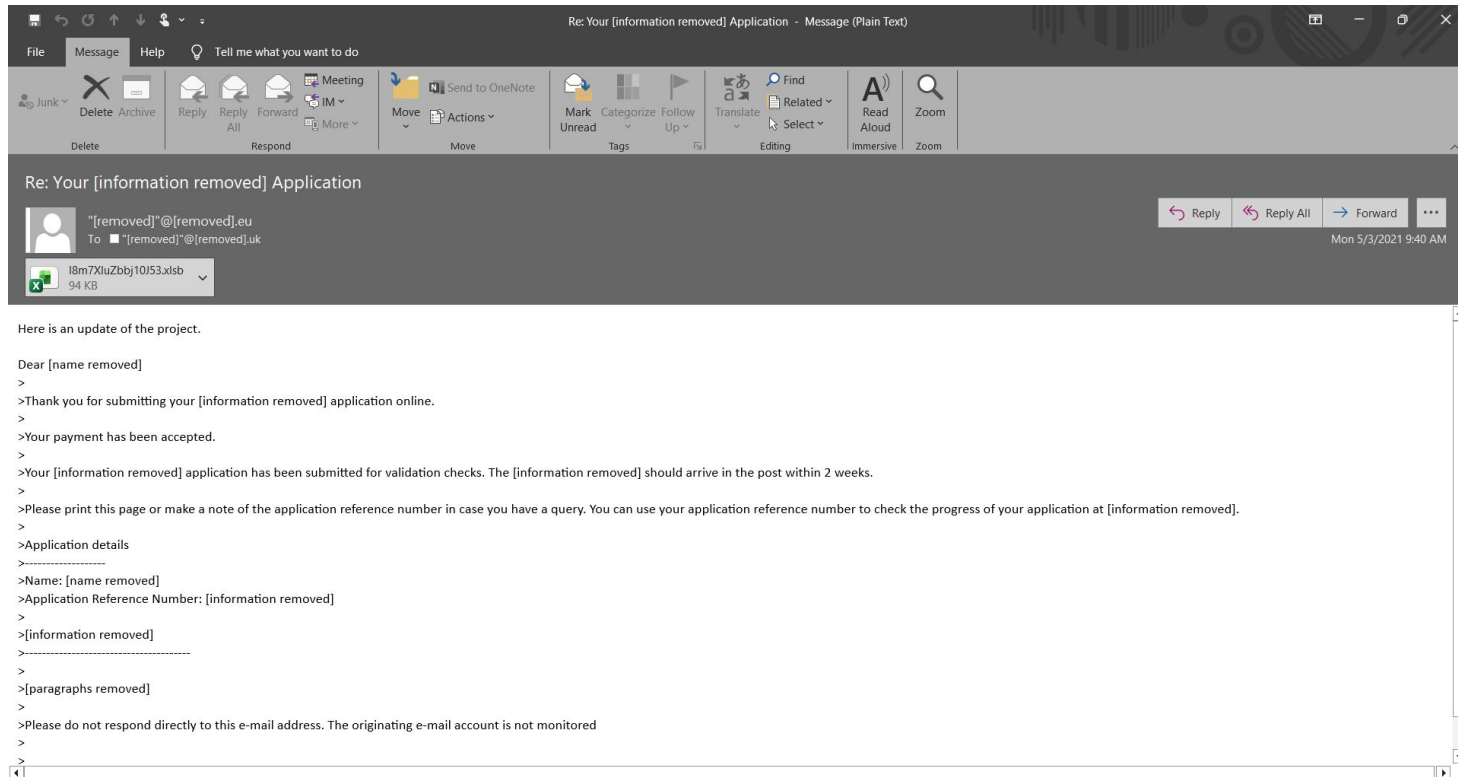 Re: Your [information removed] Application - Message (Plain Text)
File Message Help Tell me what you want to do
Junk
Delete Archive
Delete
Reply Reply All Forward
Meeting
IM
More
Respond
Move
Send to OneNote
Actions
Move
Mark Unread Categorize Follow Up
Tags
Translate
Find
Related
Select
Editing
Read Aloud
Immersive
Zoom
Zoom
Re: Your [information removed] Application
"[removed]"@[removed].eu
To "[removed]"@[removed].uk
Reply Reply All Forward
Mon 5/3/2021 9:40 AM
I8m7XIuZbbj10J53.xlsb
94 KB
Here is an update of the project.
Dear [name removed]
>
>Thank you for submitting your [information removed] application online.
>
>Your payment has been accepted.
>
>Your [information removed] application has been submitted for validation checks. The [information removed] should arrive in the post within 2 weeks.
>
>Please print this page or make a note of the application reference number in case you have a query. You can use your application reference number to check the progress of your application at [information removed].
>
>Application details
>-------------------
>Name: [name removed]
>Application Reference Number: [information removed]
>
>[information removed]
>---------------------------------------
>
>[paragraphs removed]
>
>Please do not respond directly to this e-mail address. The originating e-mail account is not monitored
>
>